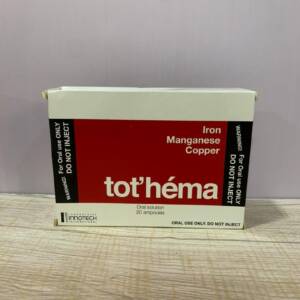 Iron
Manganese
Copper
tot'héma
Oral solution
20 ampoules
INNOTECH
ORAL USE ONLY. DO NOT INJECT
WARNING!
For Oral use ONLY
DO NOT INJECT
WARNING!
For Oral use ONLY
DO NOT INJECT